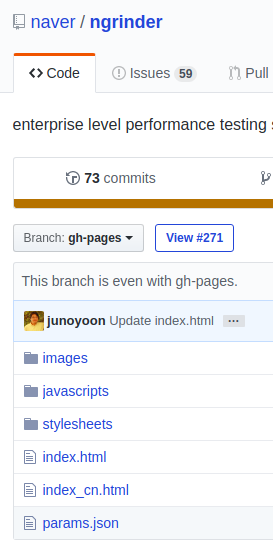 naver / ngrinder
Code Issues 59 Pull
enterprise level performance testing
73 commits
Branch: gh-pages View #271
This branch is even with gh-pages.
junoyoon Update index.html ...
images
javascripts
stylesheets
index.html
index_cn.html
params.json